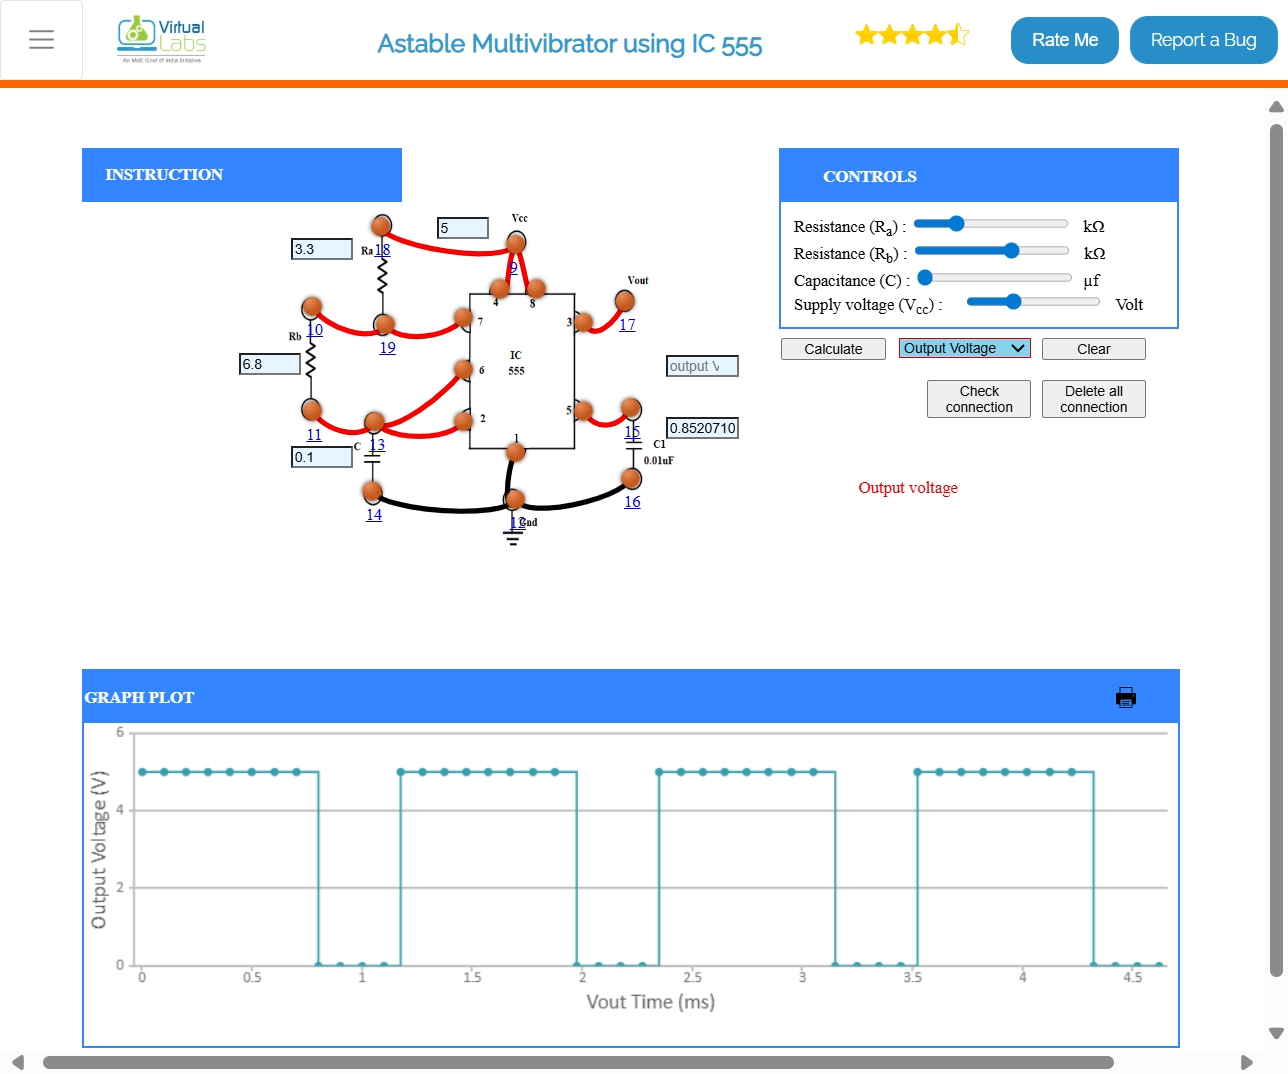 Virtual
Labs
An MoE Govt of India Initiative
Astable Multivibrator using IC 555
Rate Me
Report a Bug
INSTRUCTION
CONTROLS
Resistance (Ra) : kΩ
Resistance (Rb) : kΩ
Capacitance (C) : μf
Supply voltage (Vcc) : Volt
Calculate
Output Voltage
Clear
Check
connection
Delete all
connection
Output voltage
5
Vcc
3.3
Ra
18
9
4
8
Vout
10
7
3
17
Rb
19
IC
555
6.8
6
output V
11
13
2
5
15
0.8520710
C
1
C1
0.1
0.01uF
14
16
12
Gnd
GRAPH PLOT
Output Voltage (V)
6
4
2
0
0
0.5
1
1.5
2
2.5
3
3.5
4
4.5
Vout Time (ms)